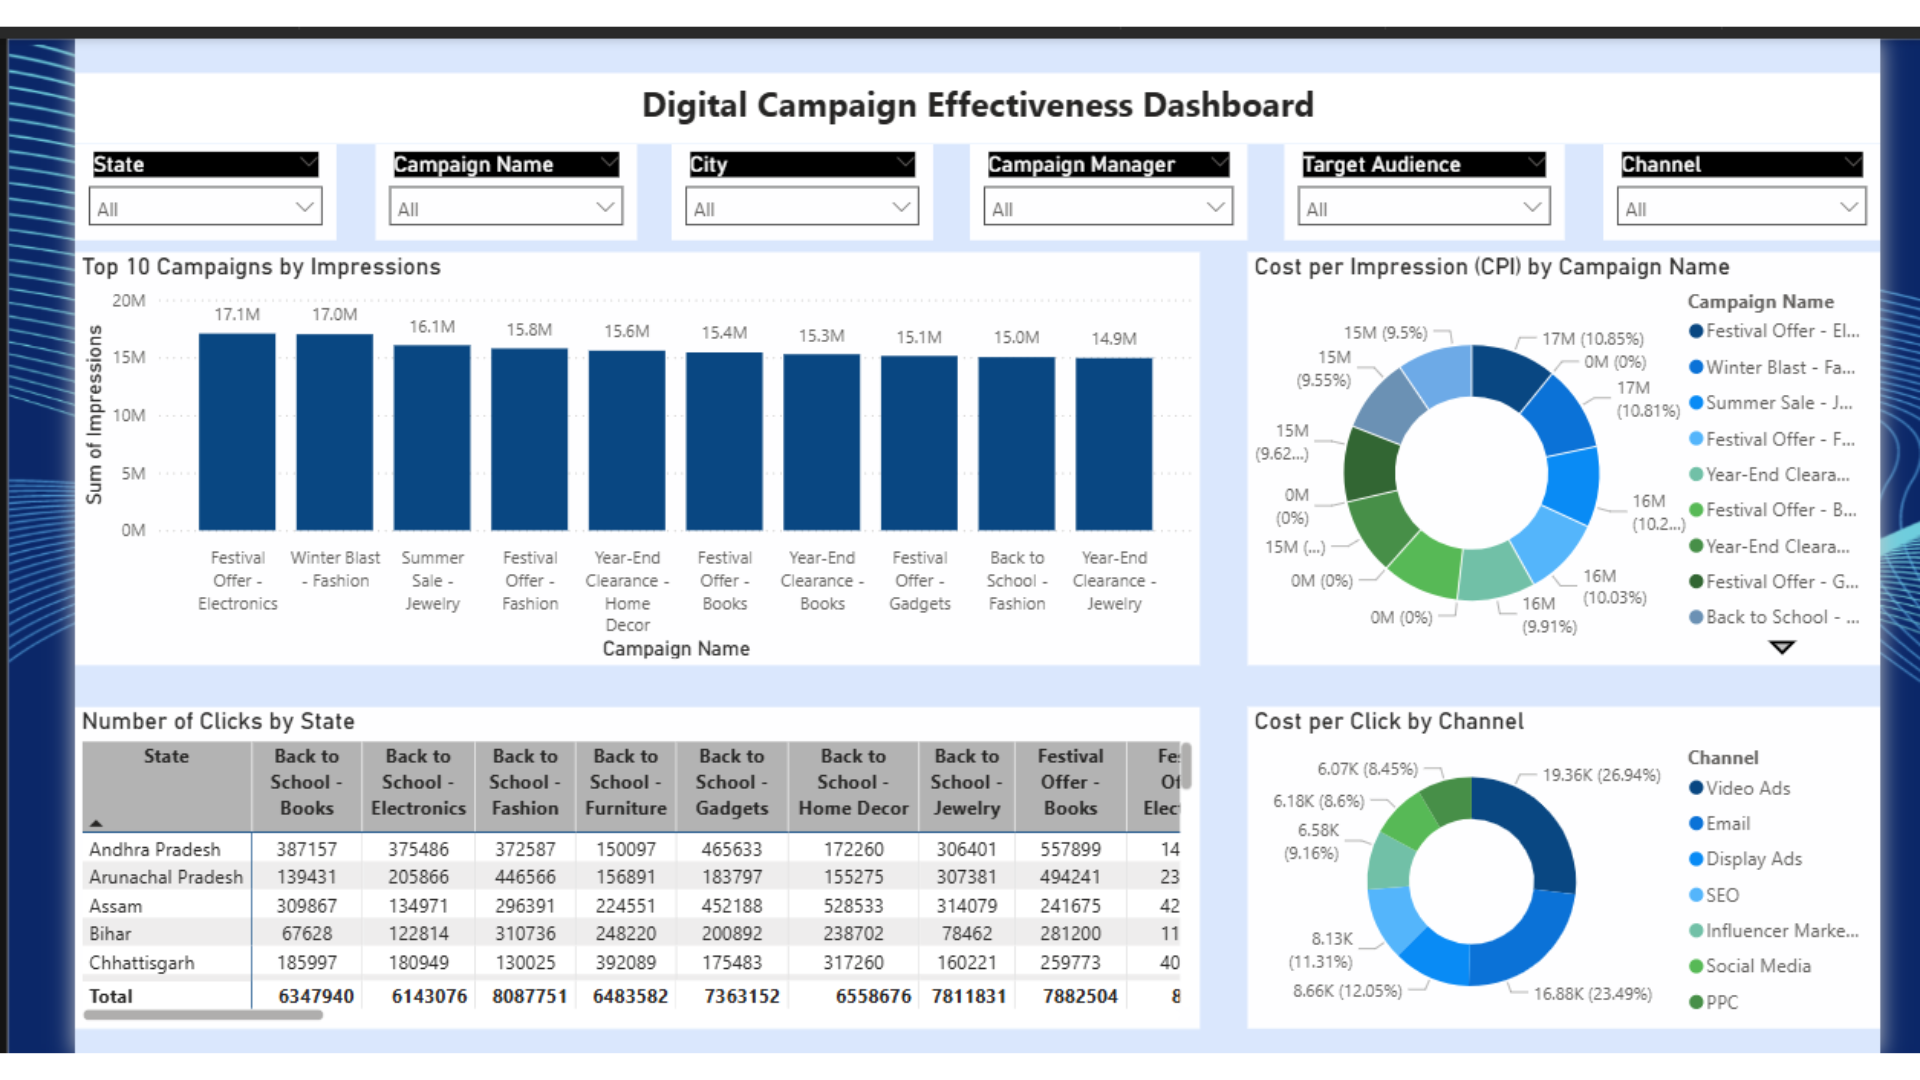 Digital Campaign Effectiveness Dashboard
State
Campaign Name
City
Campaign Manager
Target Audience
Channel
All
All
All
All
All
All
Top 10 Campaigns by Impressions
Sum of Impressions
20M
15M
10M
5M
0M
17.1M
17.0M
16.1M
15.8M
15.6M
15.4M
15.3M
15.1M
15.0M
14.9M
Festival
Offer -
Electronics
Winter Blast
- Fashion
Summer
Sale -
Jewelry
Festival
Offer -
Fashion
Year-End
Clearance -
Home
Decor
Festival
Offer -
Books
Year-End
Clearance -
Books
Festival
Offer -
Gadgets
Back to
School -
Fashion
Year-End
Clearance -
Jewelry
Campaign Name
Cost per Impression (CPI) by Campaign Name
17M (10.85%)
0M (0%)
17M
(10.81%)
16M
(10.2...)
16M
(10.03%)
16M
(9.91%)
0M (0%)
0M (0%)
15M (...)
0M
(0%)
15M
(9.62...)
15M
(9.55%)
15M (9.5%)
Campaign Name
Festival Offer - El...
Winter Blast - Fa...
Summer Sale - J...
Festival Offer - F...
Year-End Cleara...
Festival Offer - B...
Year-End Cleara...
Festival Offer - G...
Back to School - ...
Number of Clicks by State
State
Back to
School -
Books
Back to
School -
Electronics
Back to
School -
Fashion
Back to
School -
Furniture
Back to
School -
Gadgets
Back to
School -
Home Decor
Back to
School -
Jewelry
Festival
Offer -
Books
Fe
Of
Elec
Andhra Pradesh 387157 375486 372587 150097 465633 172260 306401 557899 14
Arunachal Pradesh 139431 205866 446566 156891 183797 155275 307381 494241 23
Assam 309867 134971 296391 224551 452188 528533 314079 241675 42
Bihar 67628 122814 310736 248220 200892 238702 78462 281200 11
Chhattisgarh 185997 180949 130025 392089 175483 317260 160221 259773 40
Total 6347940 6143076 8087751 6483582 7363152 6558676 7811831 7882504 8
Cost per Click by Channel
19.36K (26.94%)
16.88K (23.49%)
8.66K (12.05%)
8.13K
(11.31%)
6.58K
(9.16%)
6.18K (8.6%)
6.07K (8.45%)
Channel
Video Ads
Email
Display Ads
SEO
Influencer Marke...
Social Media
PPC